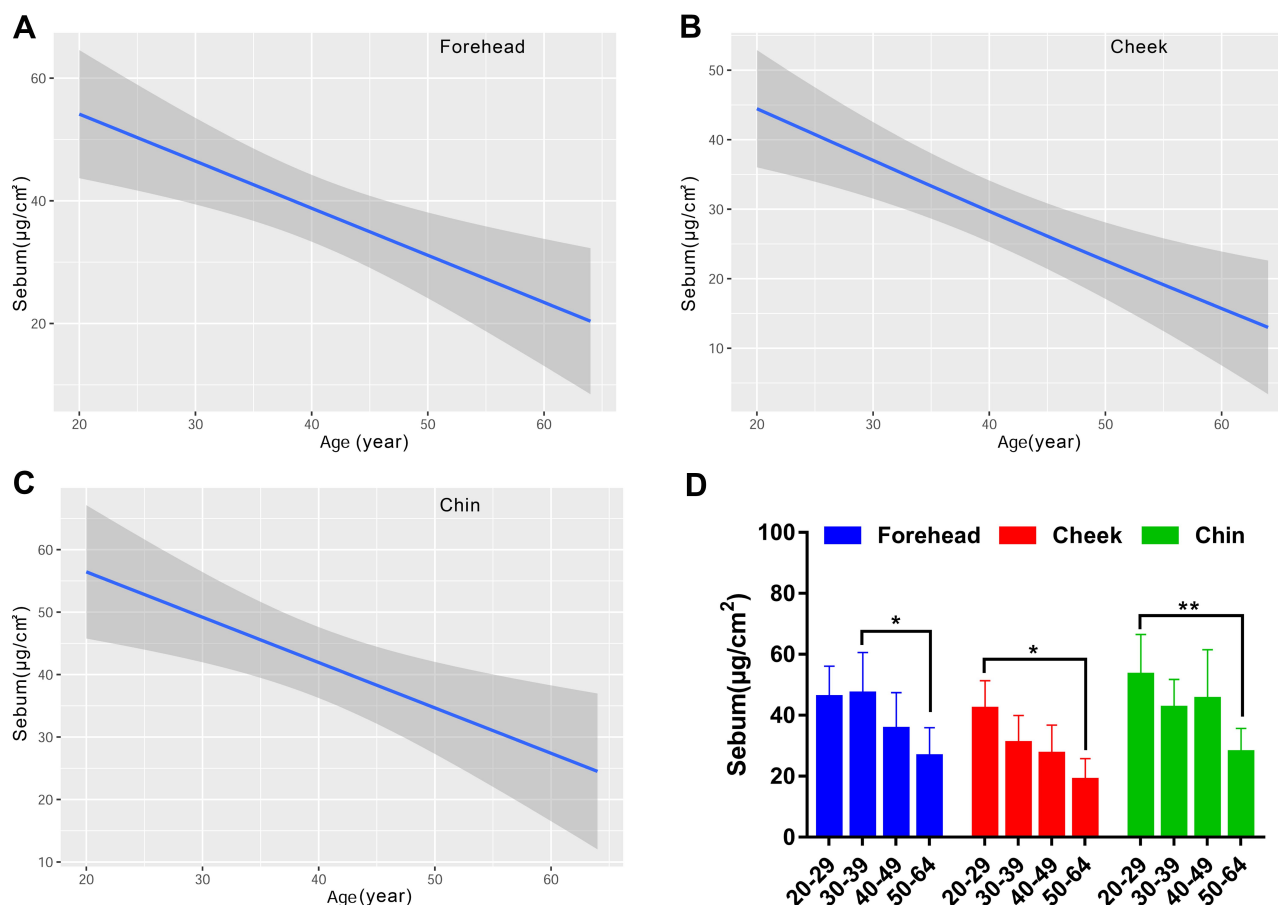 A
Forehead
60
40
20
Sebum(μg/cm²)
20 30 40 50 60
Age (year)
B
Cheek
50
40
30
20
10
Sebum(μg/cm²)
20 30 40 50 60
Age(year)
C
Chin
60
50
40
30
20
10
Sebum(μg/cm²)
20 30 40 50 60
Age(year)
D
Forehead Cheek Chin
100
80
60
40
20
0
Sebum(μg/cm²)
* * **
20-29 30-39 40-49 50-64 20-29 30-39 40-49 50-64 20-29 30-39 40-49 50-64